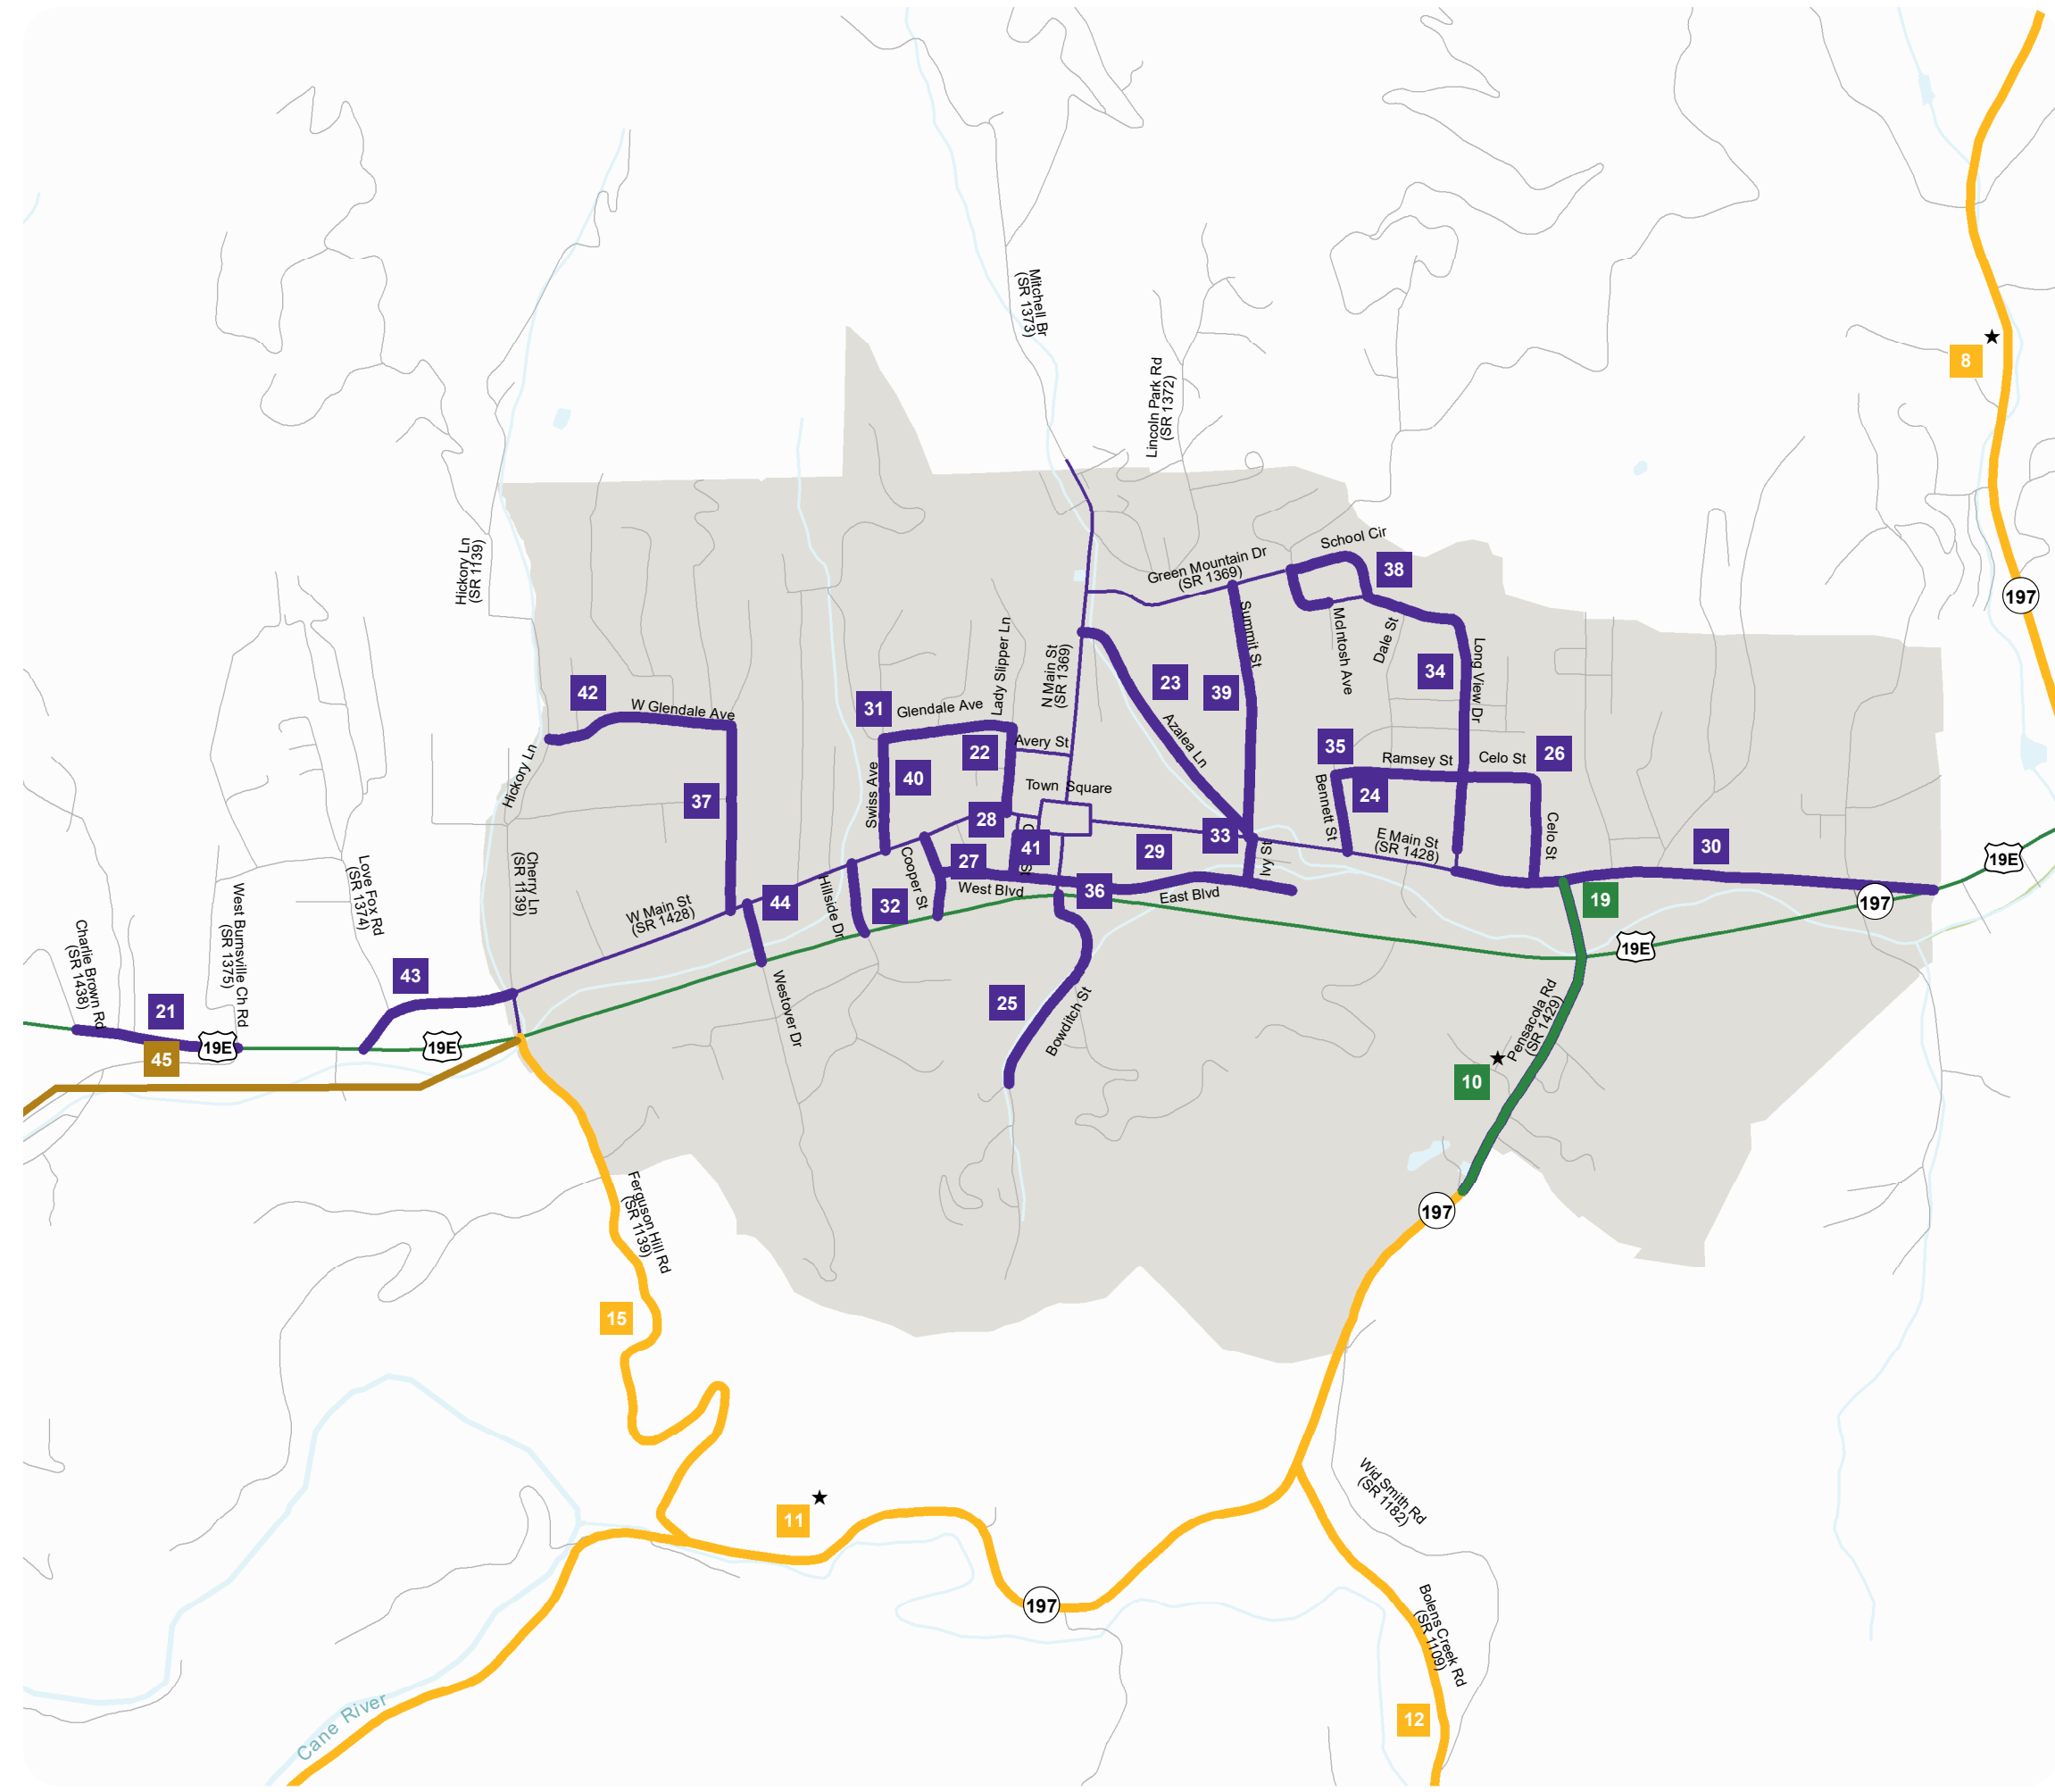 Mitchell Br
(SR 1373)
8
Lincoln Park Rd
(SR 1372)
Hickory Ln
(SR 1139)
School Cir
38
Green Mountain Dr
(SR 1369)
197
Summit St
McIntosh Ave
Dale St
Long View Dr
34
Lady Slipper Ln
N Main St
(SR 1369)
23
39
42
W Glendale Ave
31
Glendale Ave
22
Avery St
Azalea Ln
35
Ramsey St
Celo St
26
Hickory Ln
40
Swiss Ave
Town Square
24
Bennett St
37
28
41
33
29
E Main St
(SR 1428)
Celo St
30
19E
Cherry Ln
(SR 1139)
Love Fox Rd
(SR 1374)
Cooper St
27
West Blvd
36
East Blvd
Ivy St
19
197
W Main St
(SR 1428)
44
Hillside Dr
32
West Burnsville Ch Rd
(SR 1375)
Charlie Brown Rd
(SR 1438)
19E
43
21
25
Westover Dr
Bowditch St
Pensacola Rd
(SR 1429)
45
19E
19E
10
Ferguson Hill Rd
(SR 1139)
197
15
11
Wid Smith Rd
(SR 1182)
197
Bolens Creek Rd
(SR 1109)
12
Cane River